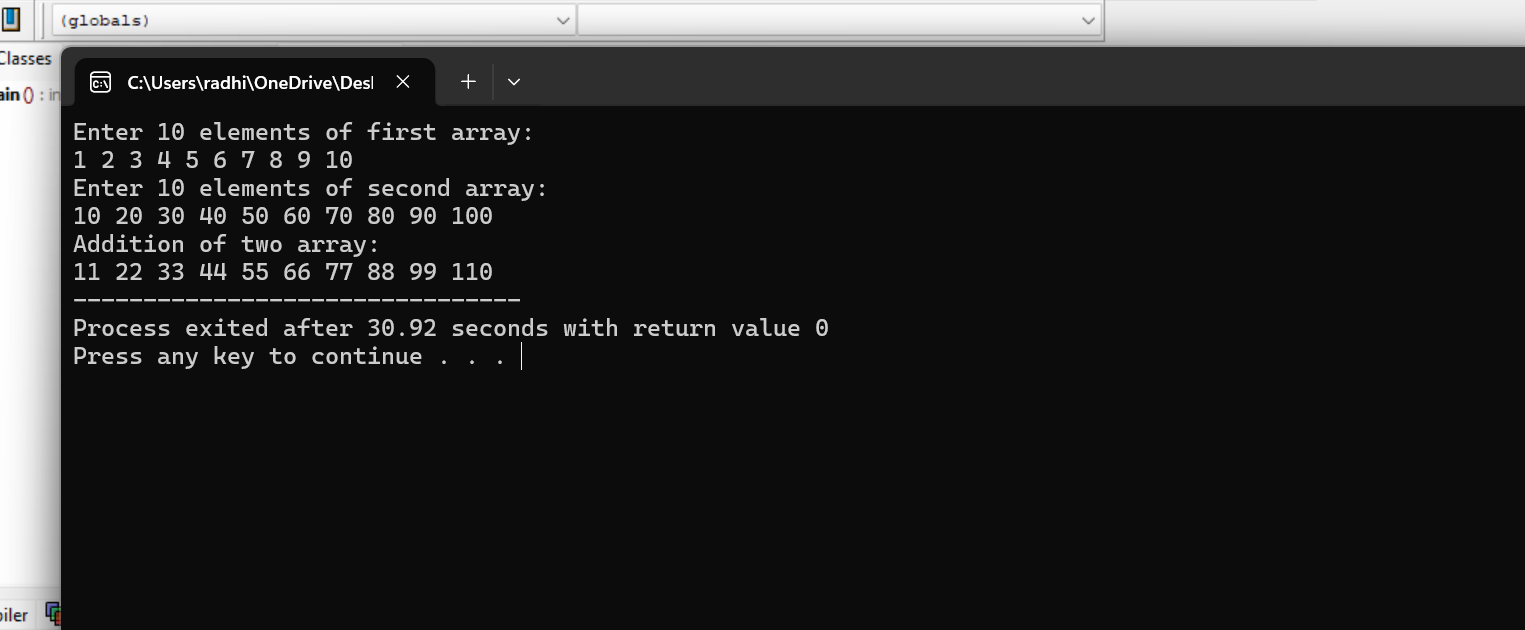 (globals)
Classes
ain () : in
C:\Users\radhi\OneDrive\Des
Enter 10 elements of first array:
1 2 3 4 5 6 7 8 9 10
Enter 10 elements of second array:
10 20 30 40 50 60 70 80 90 100
Addition of two array:
11 22 33 44 55 66 77 88 99 110
--------------------------------
Process exited after 30.92 seconds with return value 0
Press any key to continue . . .
piler